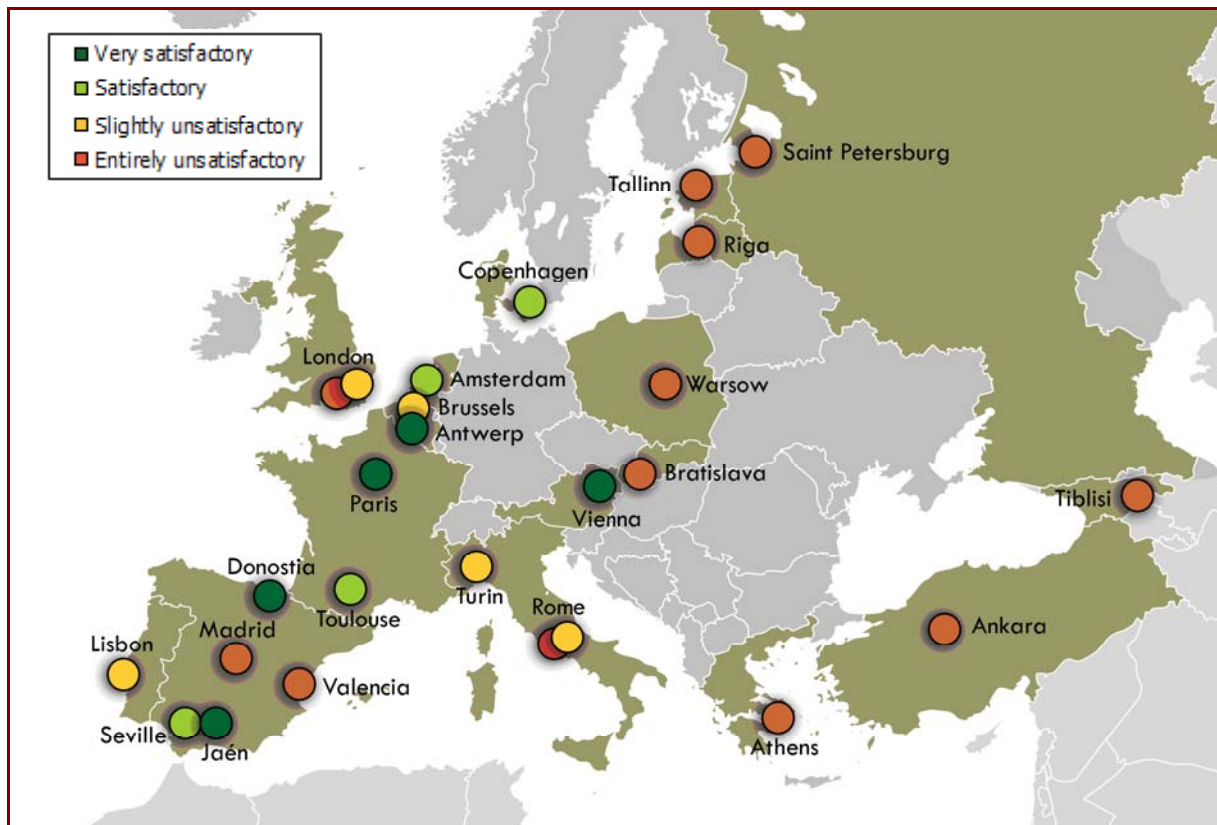 Very satisfactory
Satisfactory
Slightly unsatisfactory
Entirely unsatisfactory
Saint Petersburg
Tallinn
Riga
Copenhagen
London
Amsterdam
Brussels
Antwerp
Warsow
Paris
Bratislava
Vienna
Tiblisi
Donostia
Toulouse
Turin
Rome
Madrid
Lisbon
Ankara
Valencia
Seville
Jaén
Athens